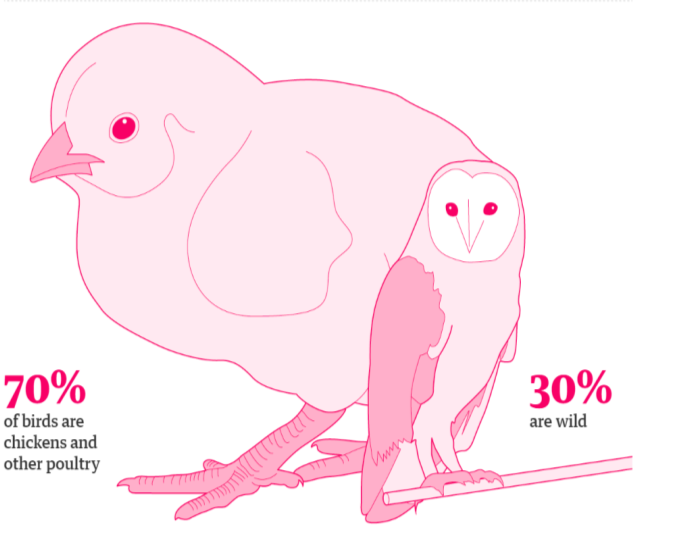 70%
of birds are
chickens and
other poultry
30%
are wild